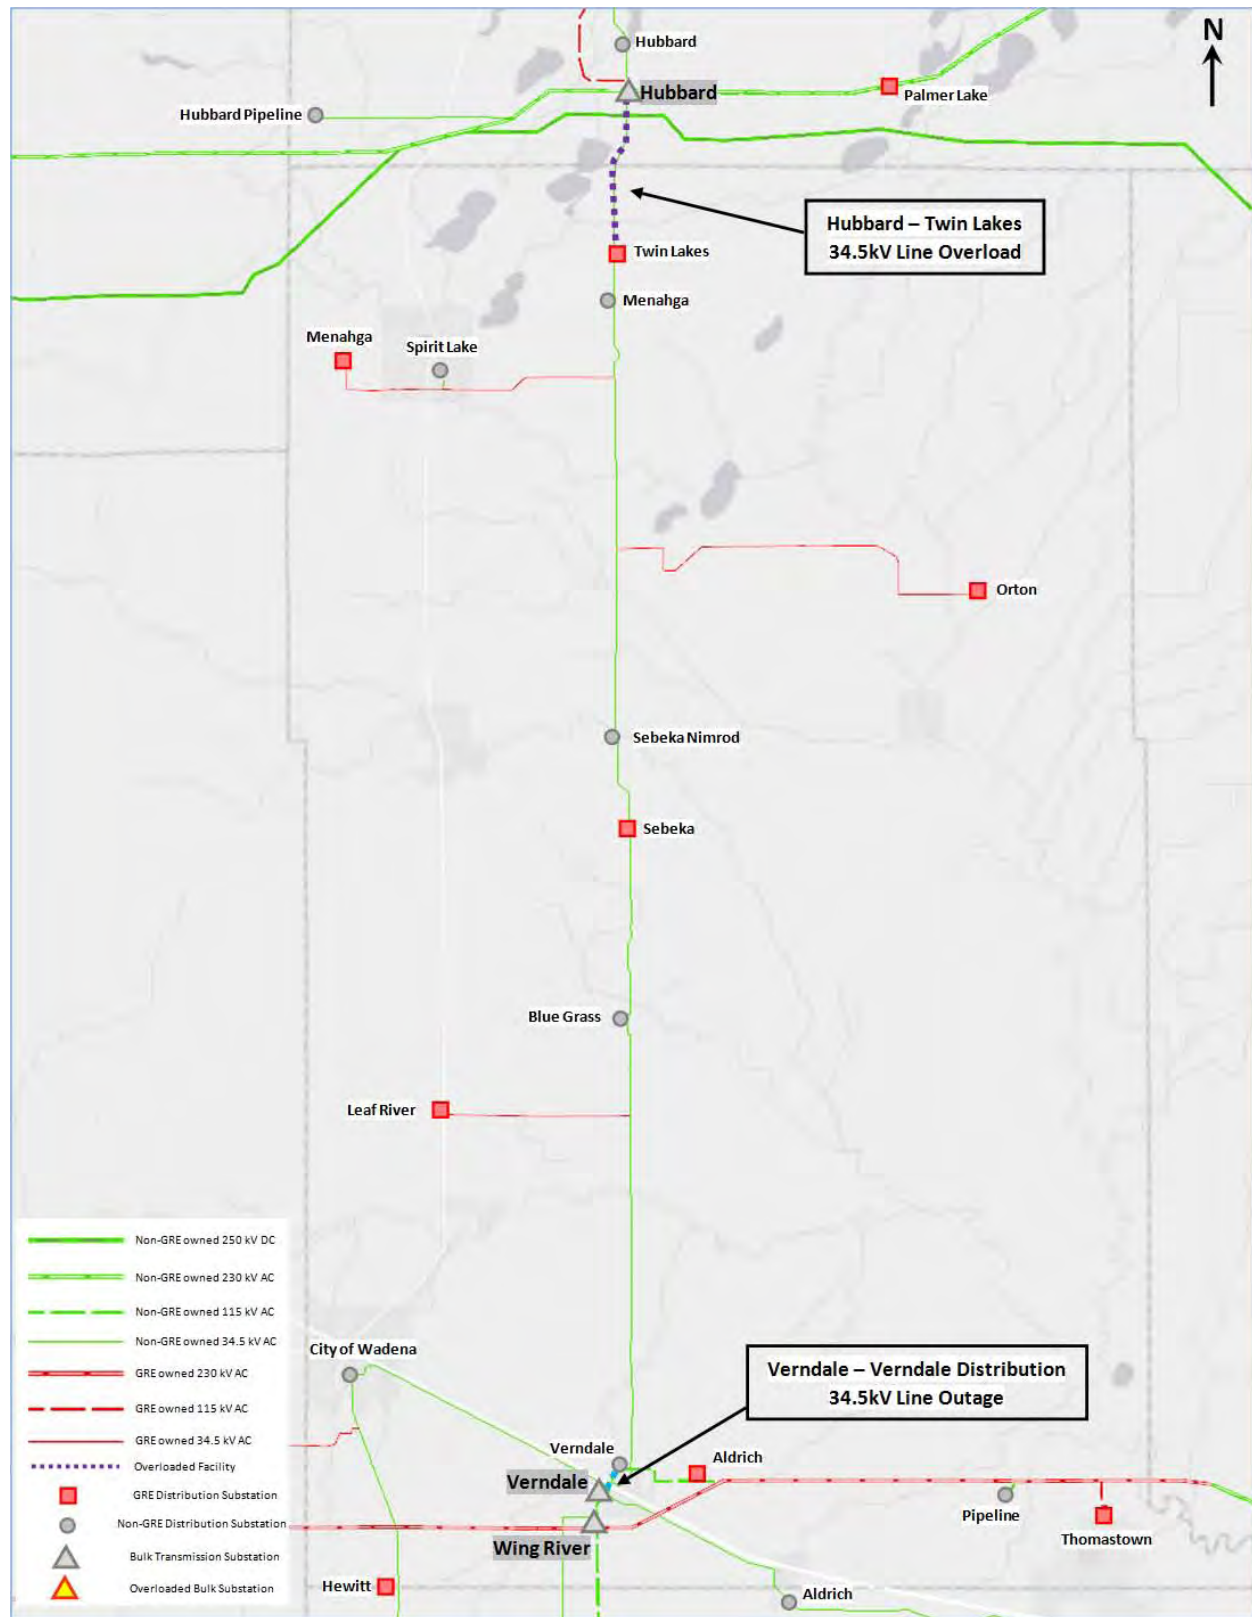 N
Hubbard
Hubbard
Palmer Lake
Hubbard Pipeline
Hubbard – Twin Lakes
34.5kV Line Overload
Twin Lakes
Menahga
Menahga
Spirit Lake
Orton
Sebeka Nimrod
Sebeka
Blue Grass
Leaf River
Non-GRE owned 250 kV DC
Non-GRE owned 230 kV AC
Non-GRE owned 115 kV AC
Non-GRE owned 34.5 kV AC
GRE owned 230 kV AC
GRE owned 115 kV AC
GRE owned 34.5 kV AC
Overloaded Facility
GRE Distribution Substation
Non-GRE Distribution Substation
Bulk Transmission Substation
Overloaded Bulk Substation
City of Wadena
Verndale – Verndale Distribution
34.5kV Line Outage
Verndale
Aldrich
Verndale
Pipeline
Thomastown
Wing River
Hewitt
Aldrich